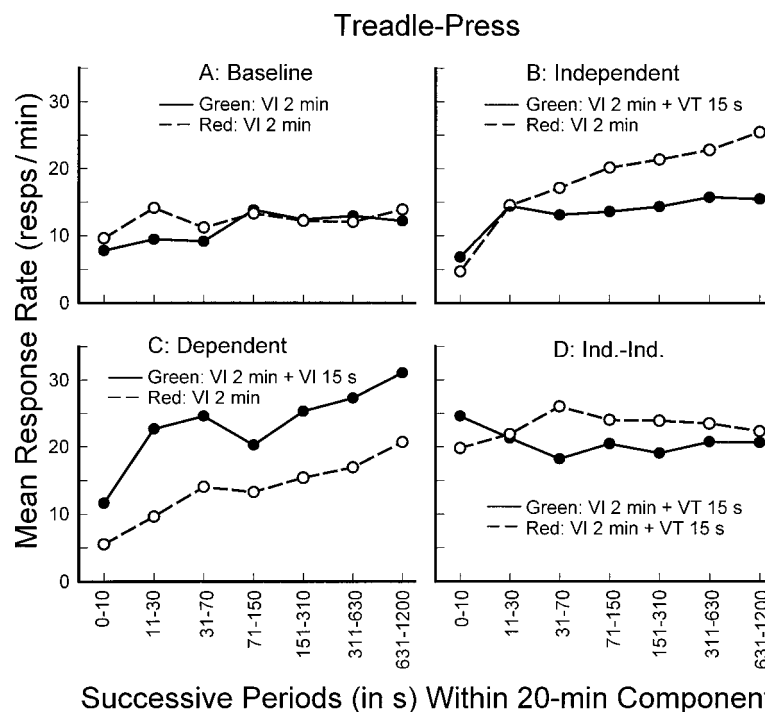 Treadle-Press
A: Baseline
Green: VI 2 min
Red: VI 2 min
B: Independent
Green: VI 2 min + VT 15 s
Red: VI 2 min
C: Dependent
Green: VI 2 min + VI 15 s
Red: VI 2 min
D: Ind.-Ind.
Green: VI 2 min + VT 15 s
Red: VI 2 min + VT 15 s
Mean Response Rate (resps/min)
30
20
10
0
30
20
10
0
0-10
11-30
31-70
71-150
151-310
311-630
631-1200
0-10
11-30
31-70
71-150
151-310
311-630
631-1200
Successive Periods (in s) Within 20-min Component